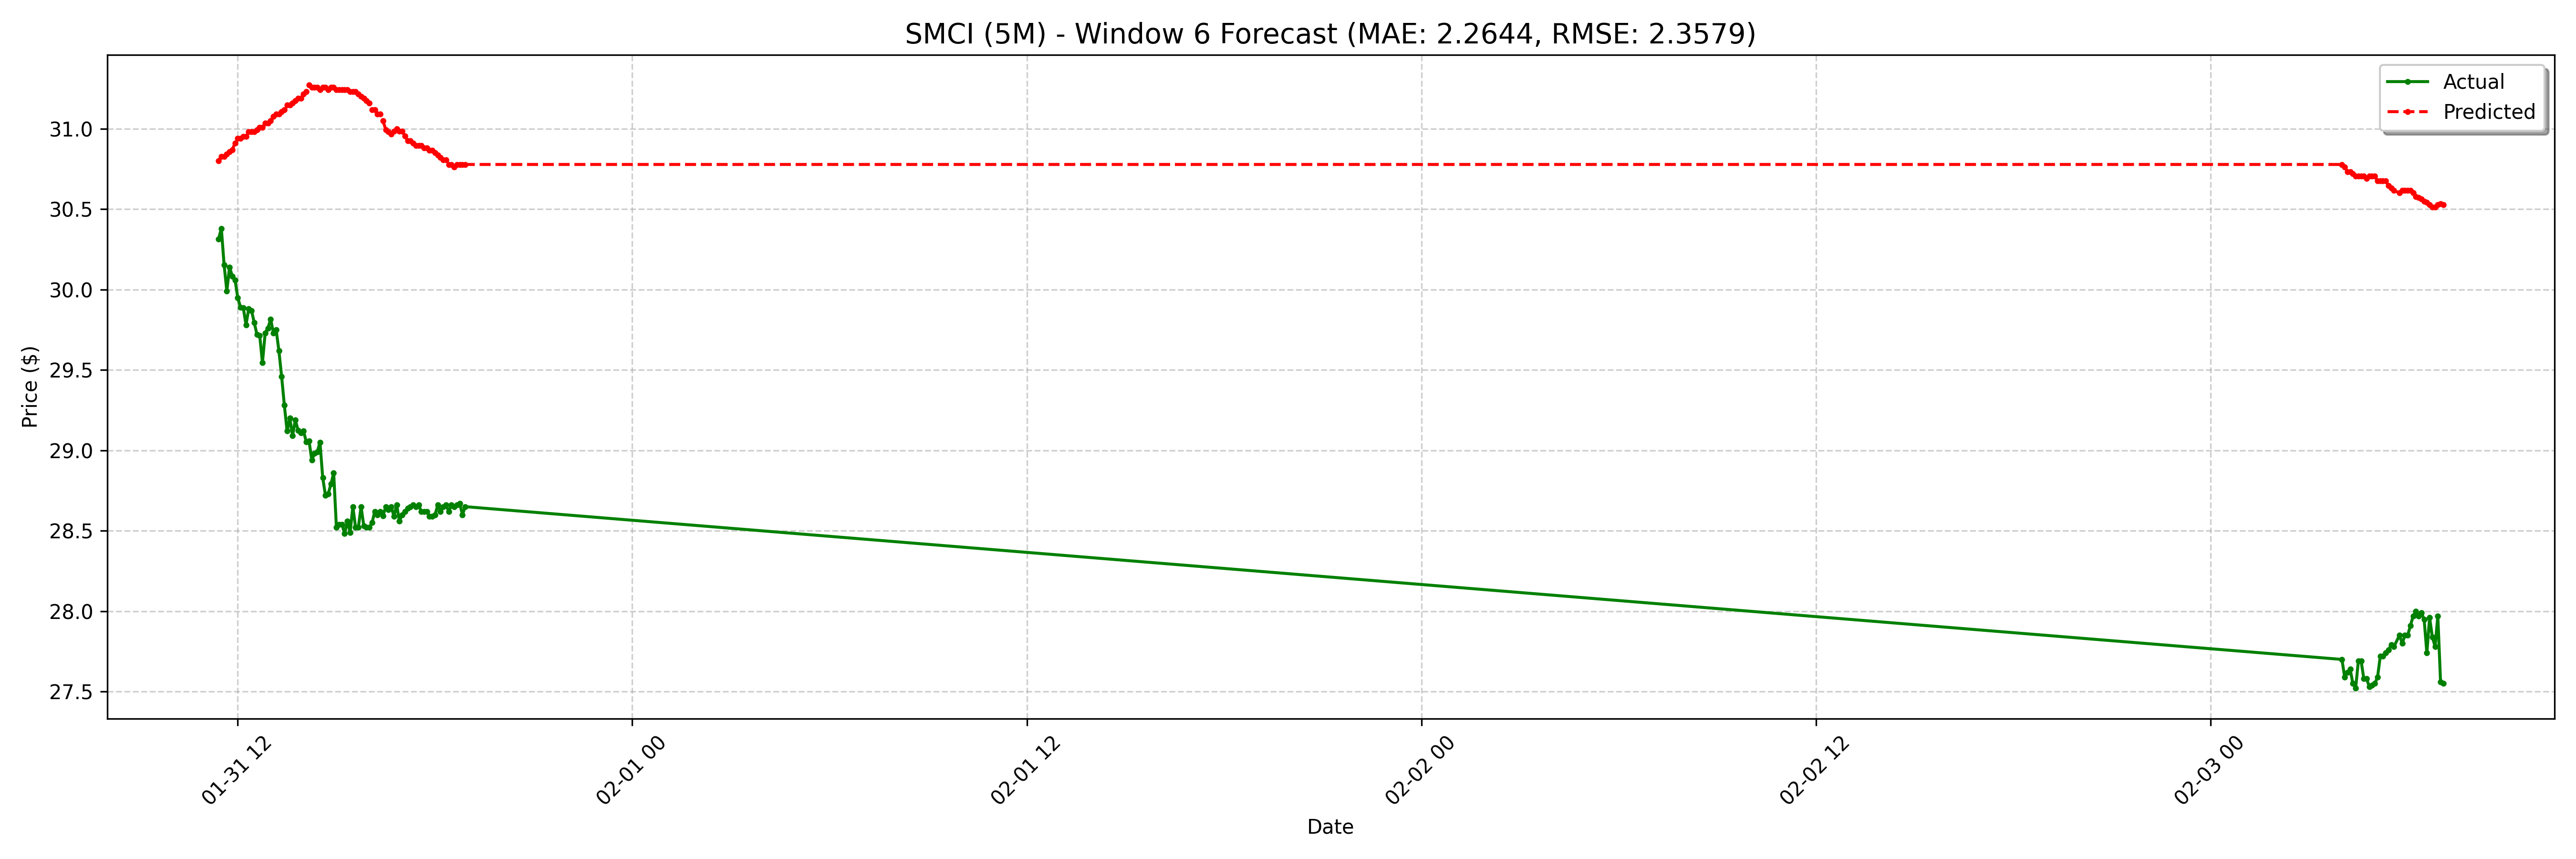 SMCI (5M) - Window 6 Forecast (MAE: 2.2644, RMSE: 2.3579)
Actual
Predicted
Price ($)
31.0
30.5
30.0
29.5
29.0
28.5
28.0
27.5
01-31 12
02-01 00
02-01 12
02-02 00
02-02 12
02-03 00
Date